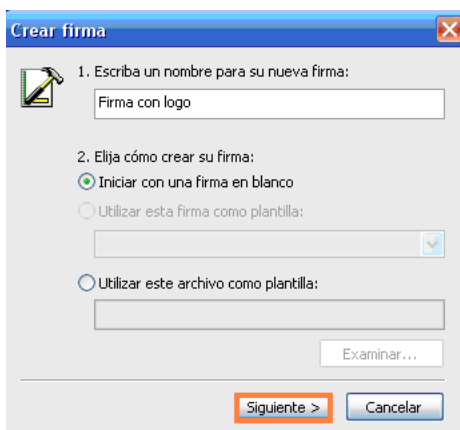 Crear firma
1. Escriba un nombre para su nueva firma:
Firma con logo
2. Elija cómo crear su firma:
Iniciar con una firma en blanco
Utilizar esta firma como plantilla:
Utilizar este archivo como plantilla:
Examinar...
Siguiente >
Cancelar